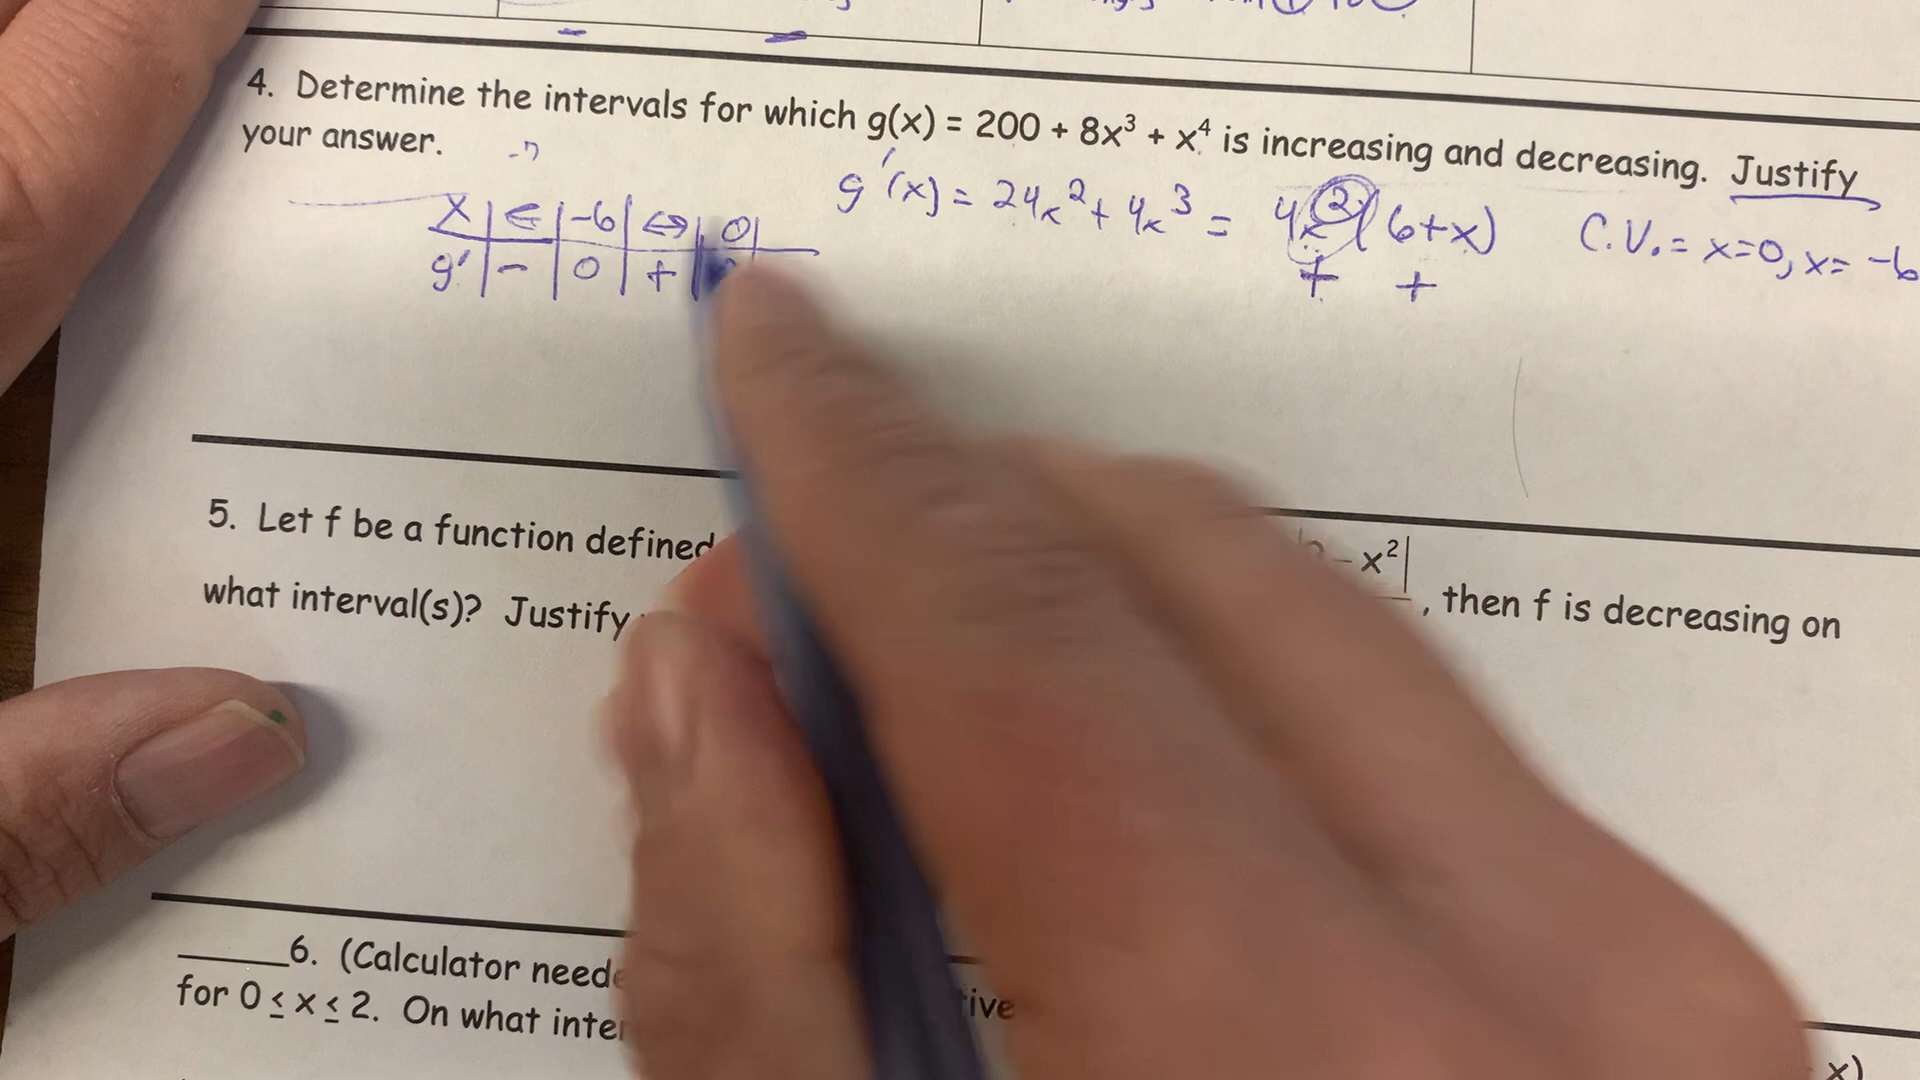 4. Determine the intervals for which g(x) = 200 + 8x³ + x⁴ is increasing and decreasing. Justify
your answer.
-7
g'(x) = 24x² + 4x³ = 4x²(6+x) C.V. = x=0, x= -6
+ +
x | ← | -6 | ↔ | 0 |
g' | - | 0 | + |
5. Let f be a function defined
- x²|
, then f is decreasing on
what interval(s)? Justify
6. (Calculator
for 0 ≤ x ≤ 2. On what
x)